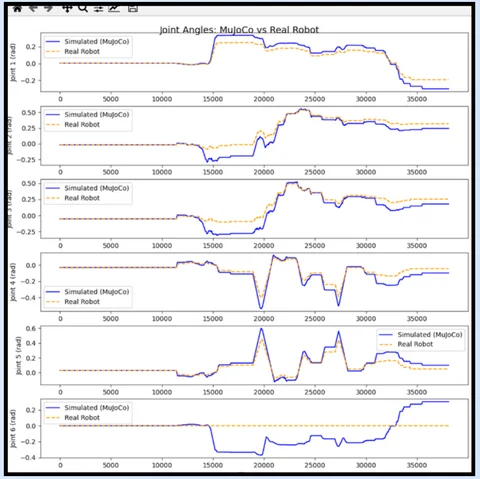 Joint Angles: MuJoCo vs Real Robot
Joint 1 (rad)
0.2
0.0
−0.2
Simulated (MuJoCo)
Real Robot
0 5000 10000 15000 20000 25000 30000 35000
Joint 2 (rad)
0.50
0.25
0.00
−0.25
Simulated (MuJoCo)
Real Robot
0 5000 10000 15000 20000 25000 30000 35000
Joint 3 (rad)
0.50
0.25
0.00
−0.25
Simulated (MuJoCo)
Real Robot
0 5000 10000 15000 20000 25000 30000 35000
Joint 4 (rad)
0.0
−0.2
−0.4
Simulated (MuJoCo)
Real Robot
0 5000 10000 15000 20000 25000 30000 35000
Joint 5 (rad)
0.6
0.4
0.2
0.0
Simulated (MuJoCo)
Real Robot
0 5000 10000 15000 20000 25000 30000 35000
Joint 6 (rad)
0.2
0.0
−0.2
−0.4
Simulated (MuJoCo)
Real Robot
0 5000 10000 15000 20000 25000 30000 35000